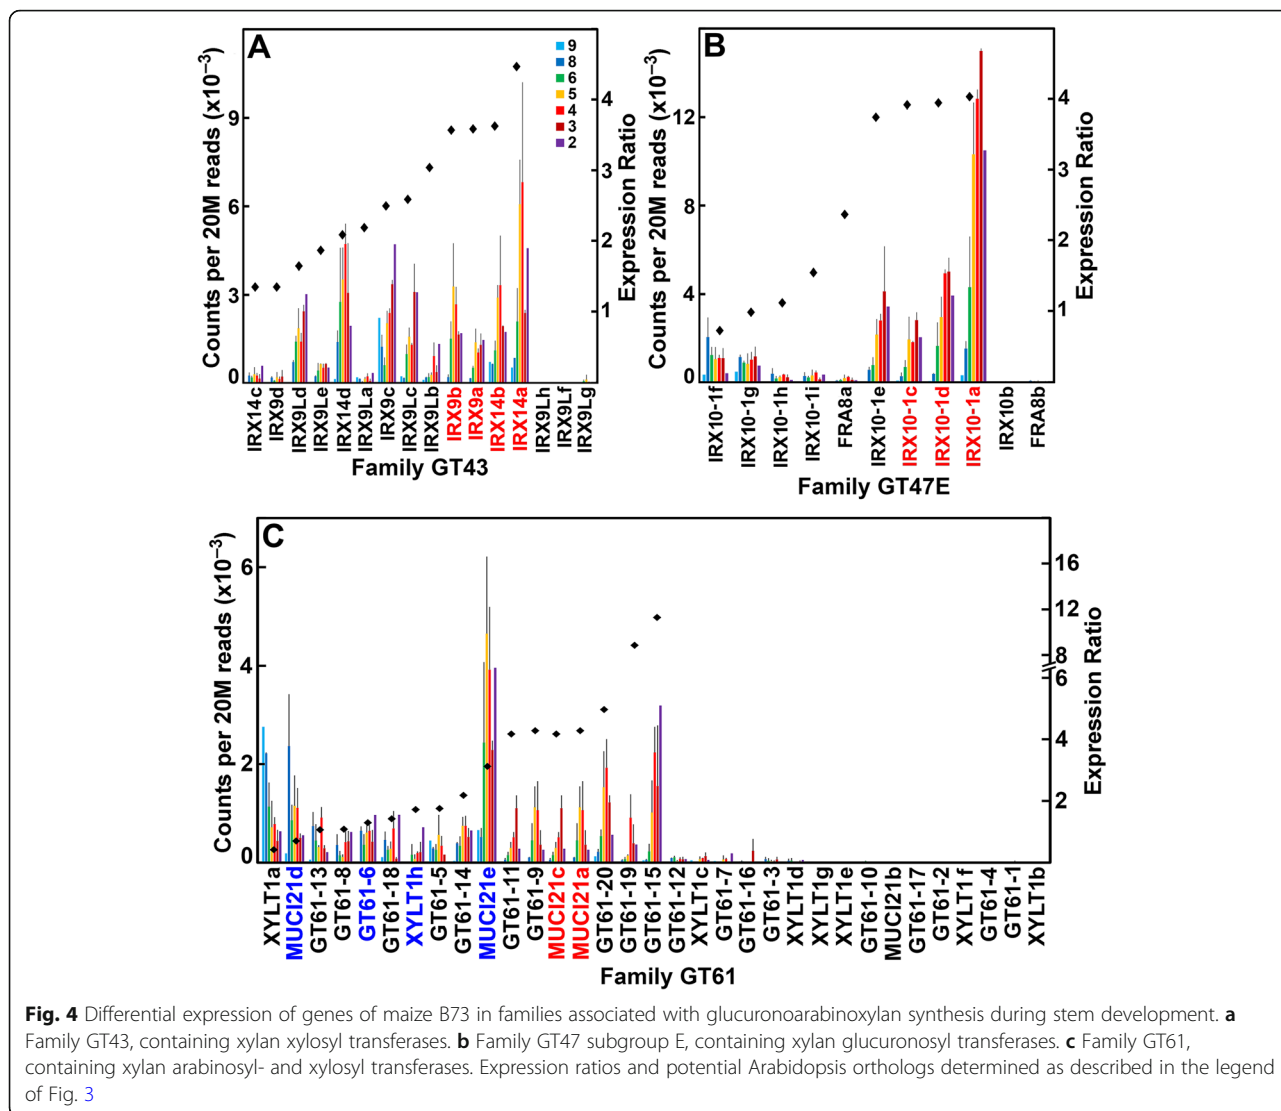 A
Counts per 20M reads (x10⁻³)
9
6
3
0
9
8
6
5
4
3
2
4
3
2
1
Expression Ratio
IRX14c
IRX9d
IRX9Ld
IRX9Le
IRX14d
IRX9La
IRX9c
IRX9Lc
IRX9Lb
IRX9b
IRX9a
IRX14b
IRX14a
IRX9Lh
IRX9Lf
IRX9Lg
Family GT43
B
Counts per 20M reads (x10⁻³)
12
8
4
0
4
3
2
1
Expression Ratio
IRX10-1f
IRX10-1g
IRX10-1h
IRX10-1i
FRA8a
IRX10-1e
IRX10-1c
IRX10-1d
IRX10-1a
IRX10b
FRA8b
Family GT47E
C
Counts per 20M reads (x10⁻³)
6
4
2
0
16
12
8
6
4
2
Expression Ratio
XYLT1a
MUCI21d
GT61-13
GT61-8
GT61-6
GT61-18
XYLT1h
GT61-5
GT61-14
MUCI21e
GT61-11
GT61-9
MUCI21c
MUCI21a
GT61-20
GT61-19
GT61-15
GT61-12
XYLT1c
GT61-7
GT61-16
GT61-3
XYLT1d
XYLT1g
XYLT1e
GT61-10
MUCI21b
GT61-17
GT61-2
XYLT1f
GT61-4
GT61-1
XYLT1b
Family GT61
Fig. 4 Differential expression of genes of maize B73 in families associated with glucuronoarabinoxylan synthesis during stem development. a
Family GT43, containing xylan xylosyl transferases. b Family GT47 subgroup E, containing xylan glucuronosyl transferases. c Family GT61,
containing xylan arabinosyl- and xylosyl transferases. Expression ratios and potential Arabidopsis orthologs determined as described in the legend
of Fig. 3